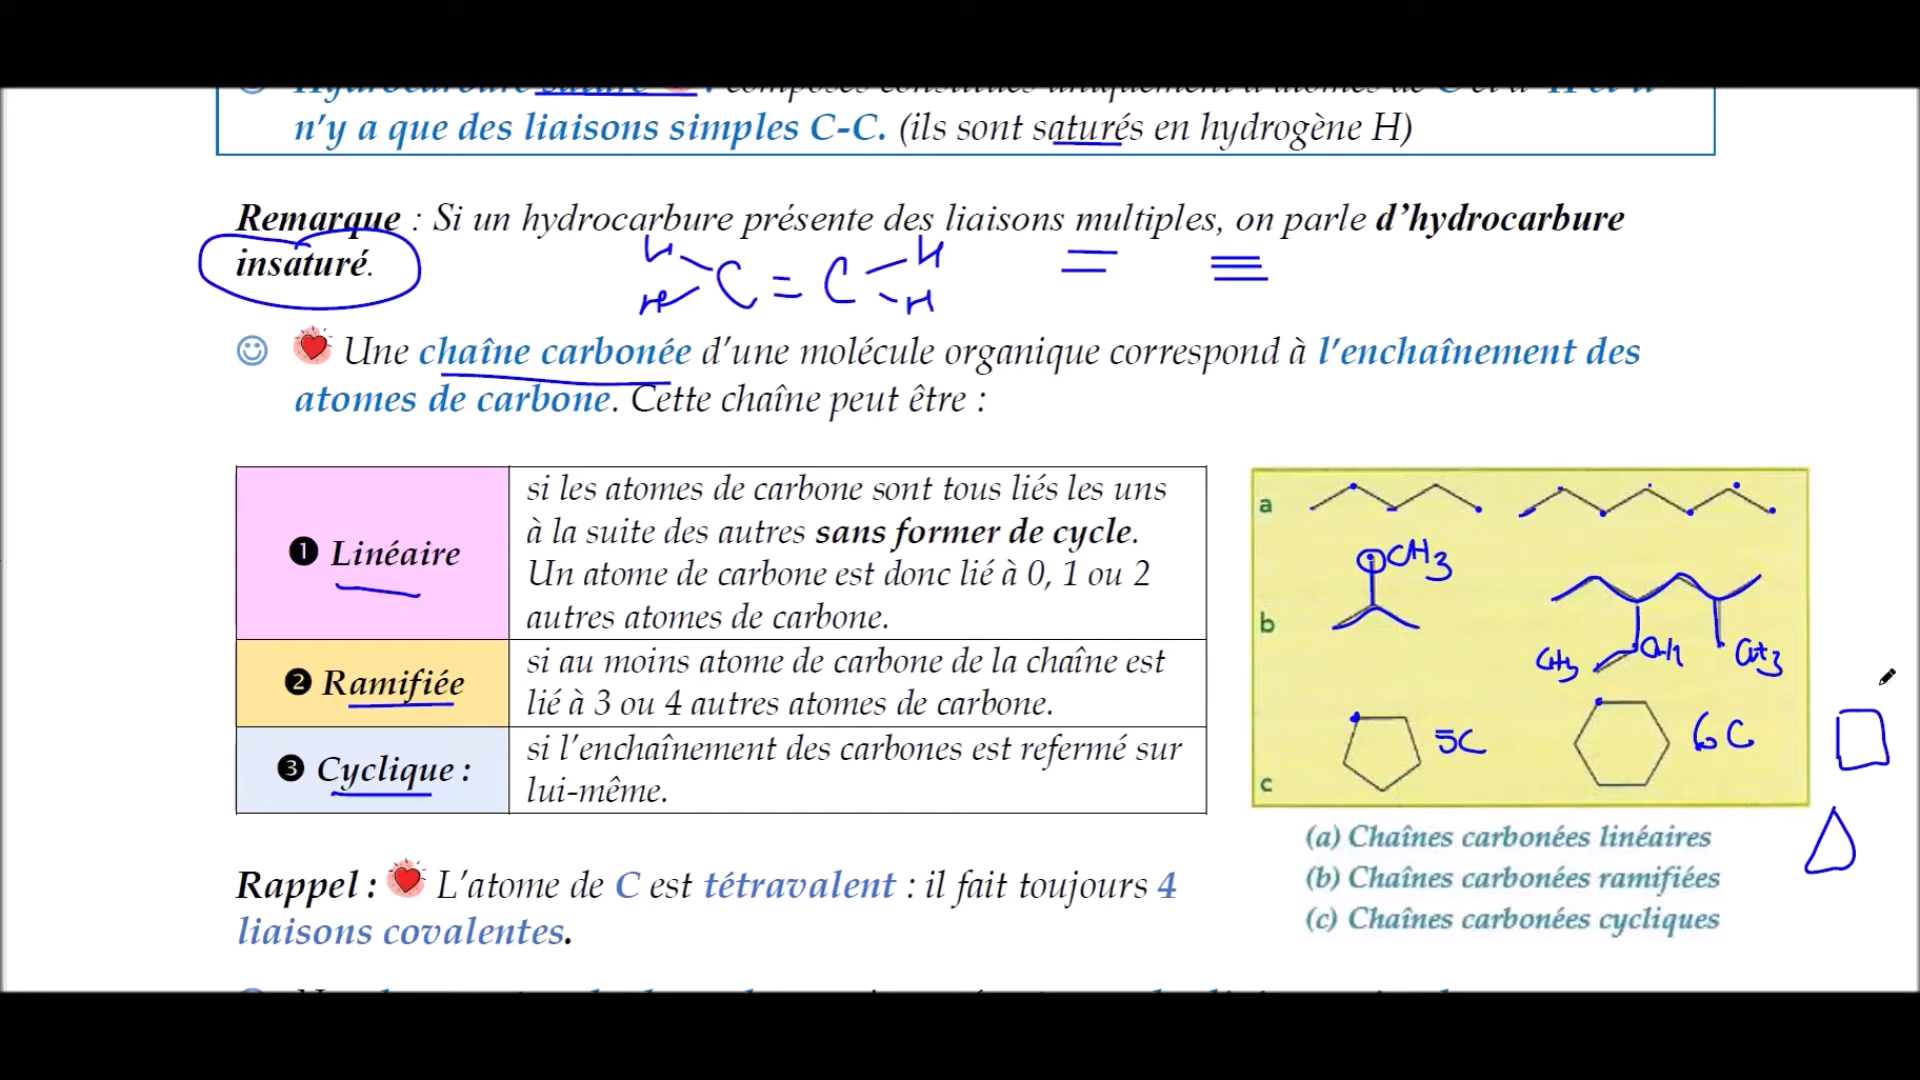 n'y a que des liaisons simples C-C. (ils sont saturés en hydrogène H)
Remarque : Si un hydrocarbure présente des liaisons multiples, on parle d'hydrocarbure
insaturé.
H H
C = C
H H
Une chaîne carbonée d'une molécule organique correspond à l'enchaînement des
atomes de carbone. Cette chaîne peut être :
❶ Linéaire
si les atomes de carbone sont tous liés les uns
à la suite des autres sans former de cycle.
Un atome de carbone est donc lié à 0, 1 ou 2
autres atomes de carbone.
❷ Ramifiée
si au moins atome de carbone de la chaîne est
lié à 3 ou 4 autres atomes de carbone.
❸ Cyclique :
si l'enchaînement des carbones est refermé sur
lui-même.
a
CH3
b
CH3 CH3
5C 6C
c
(a) Chaînes carbonées linéaires
(b) Chaînes carbonées ramifiées
(c) Chaînes carbonées cycliques
Rappel : L'atome de C est tétravalent : il fait toujours 4
liaisons covalentes.